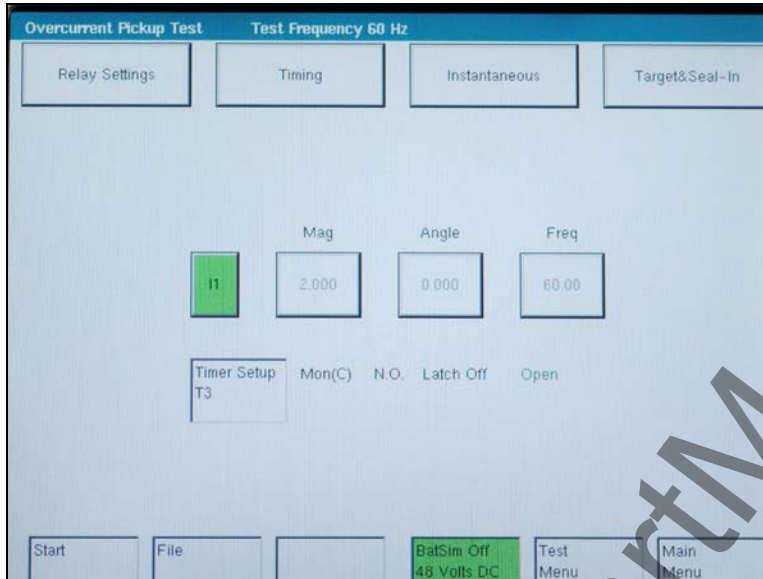 Overcurrent Pickup Test Test Frequency 60 Hz
Relay Settings Timing Instantaneous Target&Seal-In
Mag Angle Freq
I1 2.000 0.000 60.00
Timer Setup Mon(C) N.O. Latch Off Open
T3
Start File BatSim Off Test Main
48 Volts DC Menu Menu